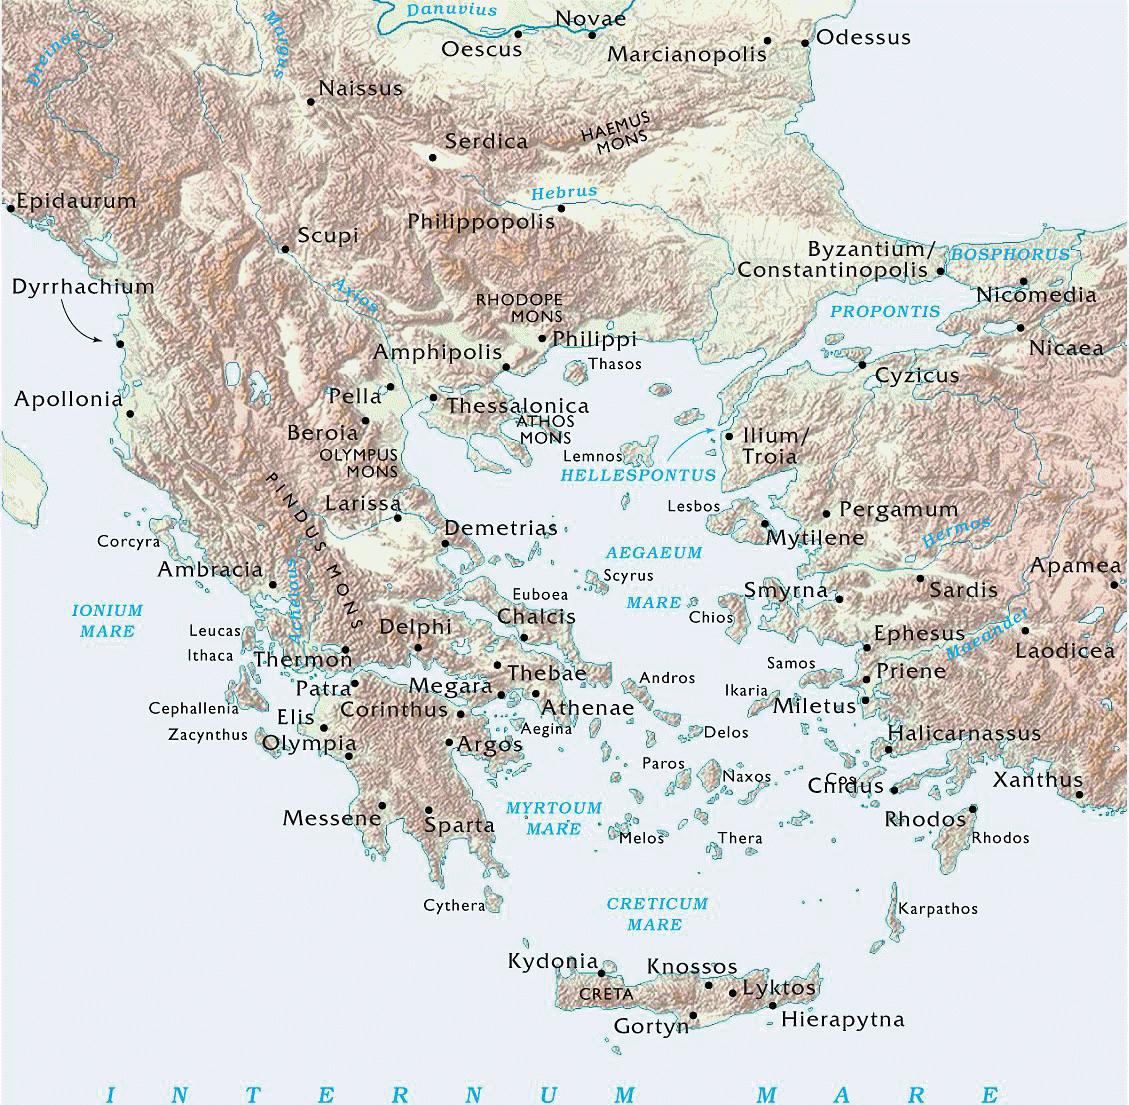 Danuvius
Novae
Oescus
Marcianopolis
Odessus
Dreinos
Margus
Naissus
Serdica
HAEMUS
MONS
Epidaurum
Hebrus
Philippopolis
Scupi
Byzantium/
Constantinopolis
BOSPHORUS
Dyrrhachium
Axios
Nicomedia
RHODOPE
MONS
PROPONTIS
Philippi
Nicaea
Amphipolis
Thasos
Cyzicus
Apollonia
Pella
Thessalonica
ATHOS
MONS
Beroia
Ilium/
Troia
OLYMPUS
MONS
Lemnos
HELLESPONTUS
PINDUS MONS
Larissa
Lesbos
Pergamum
Demetrias
Mytilene
Hermos
Corcyra
AEGAEUM
MARE
Ambracia
Achelous
Scyrus
Apamea
Euboea
Smyrna
Sardis
IONIUM
MARE
Chalcis
Chios
Leucas
Delphi
Ephesus
Maeander
Laodicea
Ithaca
Thermon
Thebae
Samos
Priene
Patra
Megara
Andros
Ikaria
Cephallenia
Corinthus
Athenae
Miletus
Elis
Zacynthus
Olympia
Argos
Aegina
Delos
Halicarnassus
Paros
Naxos
Cos
Cnidus
Xanthus
Messene
Sparta
MYRTOUM
MARE
Melos
Thera
Rhodos
Rhodos
Cythera
CRETICUM
MARE
Karpathos
Kydonia
Knossos
CRETA
Lyktos
Gortyn
Hierapytna
INTERNUM MARE